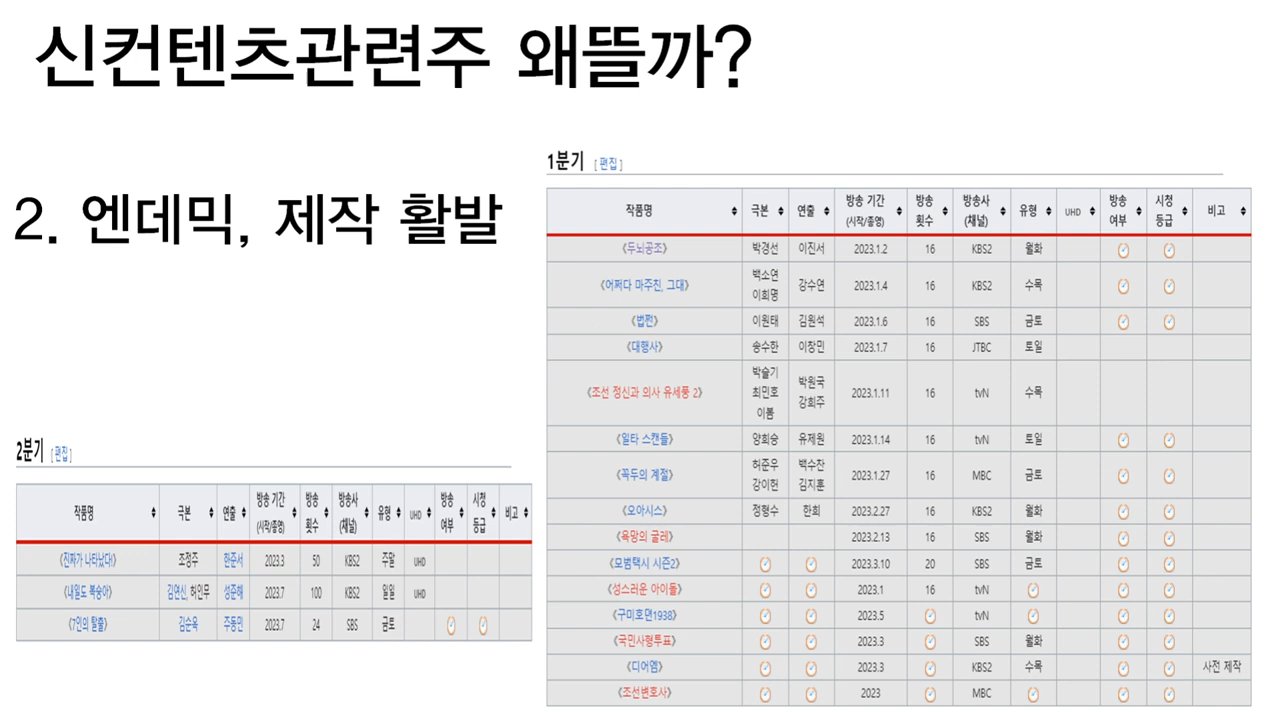 신컨텐츠관련주 왜뜰까?
2. 엔데믹, 제작 활발
1분기 [편집]
작품명 극본 연출 방송 기간 (시작/종영) 방송 횟수 방송사 (채널) 유형 UHD 방송 여부 시청 등급 비고
《두뇌공조》 박경선 이진서 2023.1.2 16 KBS2 월화
《어쩌다 마주친, 그대》 백소연 이희명 강수연 2023.1.4 16 KBS2 수목
《법쩐》 이원태 김원석 2023.1.6 16 SBS 금토
《대행사》 송수한 이창민 2023.1.7 16 JTBC 토일
《조선 정신과 의사 유세풍 2》 박슬기 최민호 이봄 박원국 강희주 2023.1.11 16 tvN 수목
《일타 스캔들》 양희승 유제원 2023.1.14 16 tvN 토일
《꼭두의 계절》 허준우 강이헌 백수찬 김지훈 2023.1.27 16 MBC 금토
《오아시스》 정형수 한희 2023.2.27 16 KBS2 월화
《욕망의 굴레》 2023.2.13 16 SBS 월화
《모범택시 시즌2》 2023.3.10 20 SBS 금토
《성스러운 아이돌》 2023.1 16 tvN
《구미호뎐1938》 2023.5 tvN
《국민사형투표》 2023.3 SBS 월화
《디어엠》 2023.3 KBS2 수목 사전 제작
《조선변호사》 2023 MBC
2분기 [편집]
작품명 극본 연출 방송 기간 (시작/종영) 방송 횟수 방송사 (채널) 유형 UHD 방송 여부 시청 등급 비고
《진짜가 나타났다!》 조정주 한준서 2023.3 50 KBS2 주말 UHD
《내일도 복숭아》 김연신, 허인무 성준해 2023.7 100 KBS2 일일 UHD
《7인의 탈출》 김순옥 주동민 2023.7 24 SBS 금토